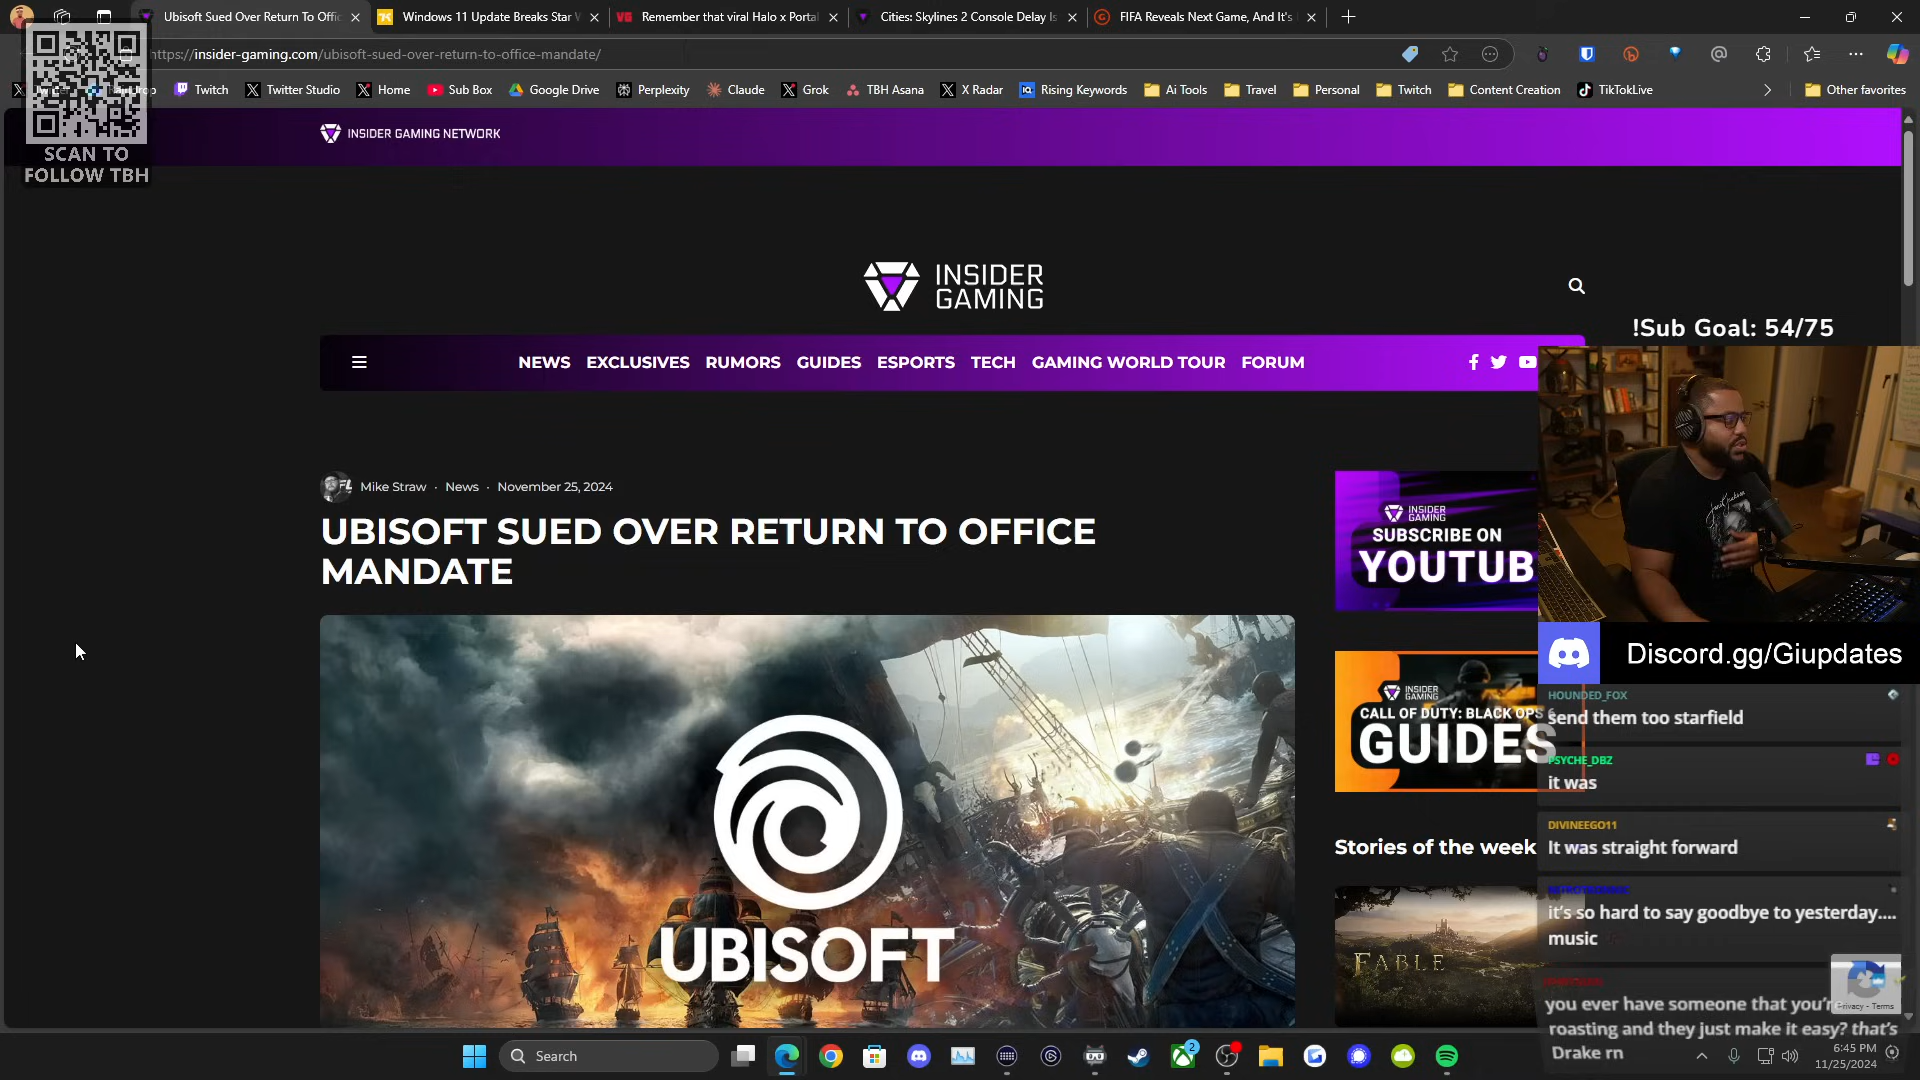 Ubisoft Sued Over Return To Offic
Windows 11 Update Breaks Star W
Remember that viral Halo x Portal
Cities: Skylines 2 Console Delay Is
FIFA Reveals Next Game, And It's
https://insider-gaming.com/ubisoft-sued-over-return-to-office-mandate/
Twitch
Twitter Studio
Home
Sub Box
Google Drive
Perplexity
Claude
Grok
TBH Asana
X Radar
Rising Keywords
Ai Tools
Travel
Personal
Twitch
Content Creation
TikTokLive
Other favorites
SCAN TO
FOLLOW TBH
INSIDER GAMING NETWORK
INSIDER
GAMING
!Sub Goal: 54/75
NEWS EXCLUSIVES RUMORS GUIDES ESPORTS TECH GAMING WORLD TOUR FORUM
Mike Straw · News · November 25, 2024
UBISOFT SUED OVER RETURN TO OFFICE
MANDATE
UBISOFT
INSIDER
GAMING
SUBSCRIBE ON
YOUTUB
INSIDER
GAMING
CALL OF DUTY: BLACK OPS 6
GUIDES
Stories of the week
FABLE
Discord.gg/Giupdates
HOUNDED_FOX
send them too starfield
PSYCHE_DBZ
it was
DIVINEEGO11
It was straight forward
it's so hard to say goodbye to yesterday....
music
you ever have someone that you're
roasting and they just make it easy? that's
Drake rn
Privacy - Terms
Search
2
6:45 PM
11/25/2024